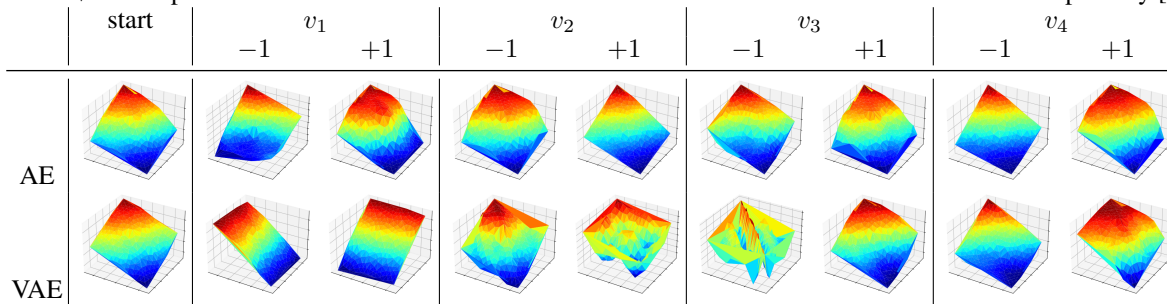 start v₁ v₂ v₃ v₄
−1 +1 −1 +1 −1 +1 −1 +1
AE
VAE